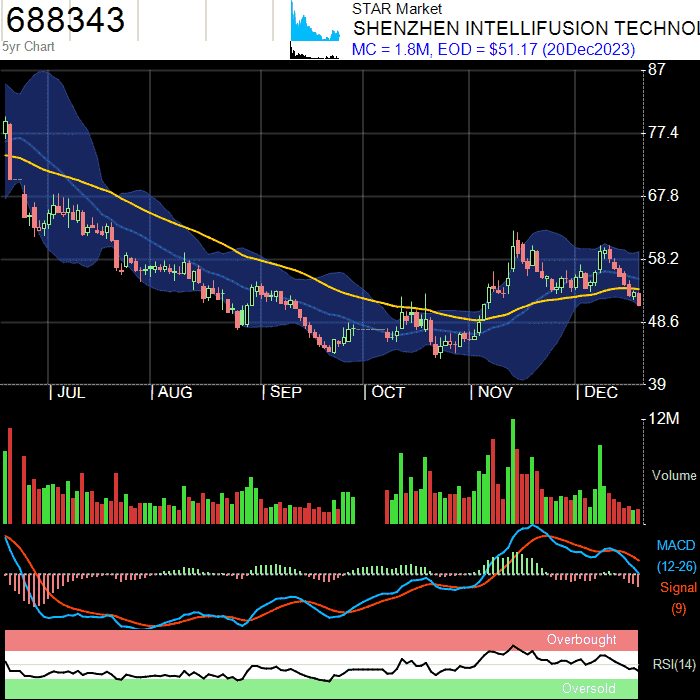 688343
5yr Chart
STAR Market
SHENZHEN INTELLIFUSION TECHNOL
MC = 1.8M, EOD = $51.17 (20Dec2023)
87
77.4
67.8
58.2
48.6
39
JUL
AUG
SEP
OCT
NOV
DEC
12M
Volume
MACD
(12-26)
Signal
(9)
Overbought
RSI(14)
Oversold